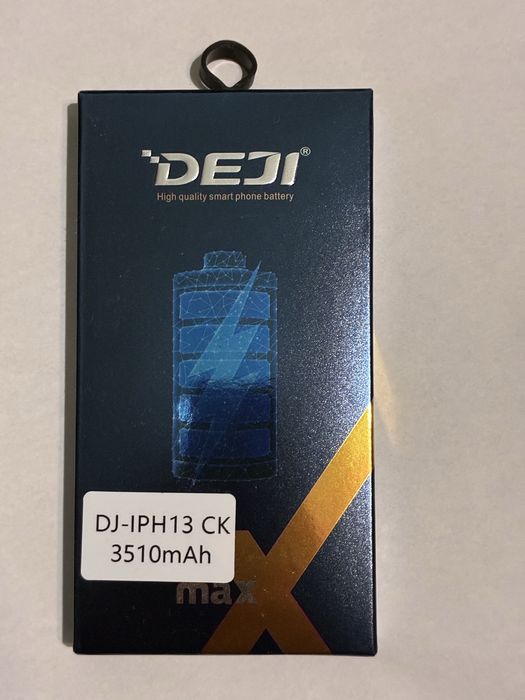 DEJI®
High quality smart phone battery
DJ-IPH13 CK
3510mAh
max
X